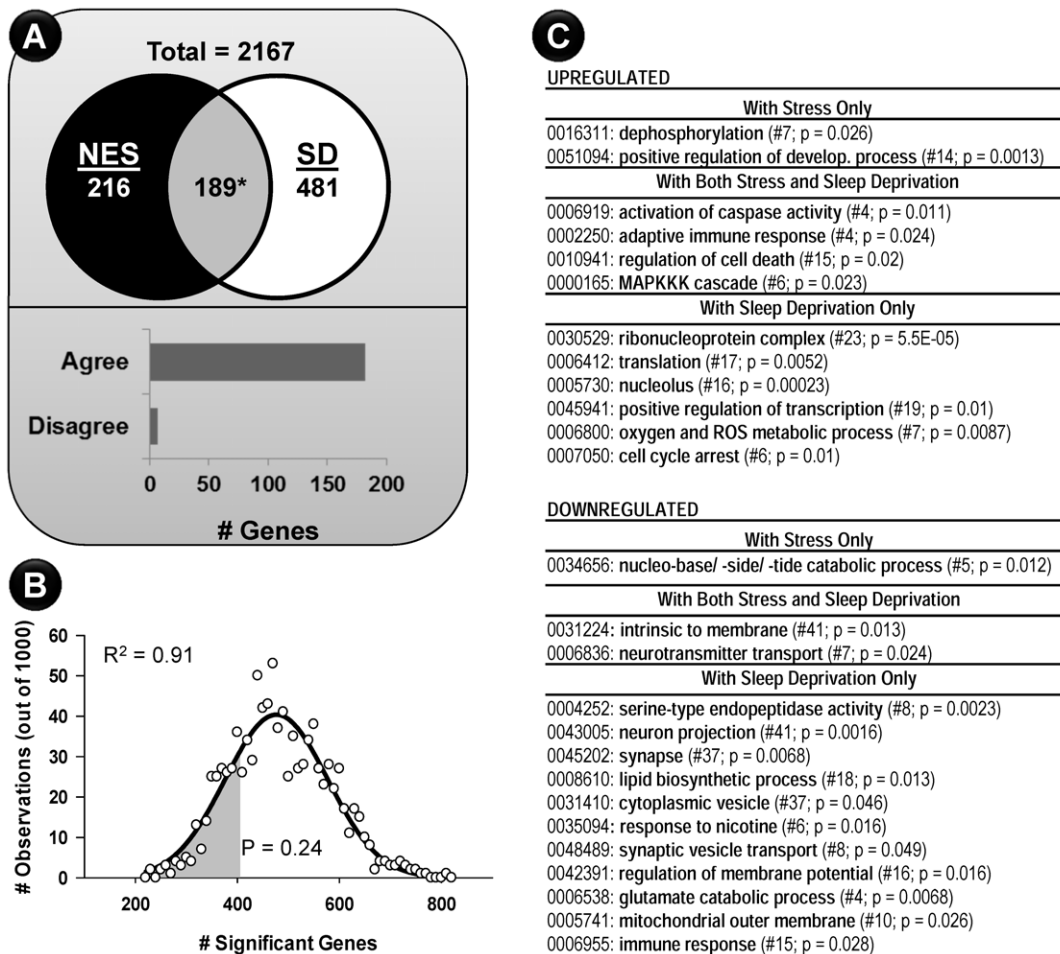 A
Total = 2167
NES
216
189*
SD
481
Agree
Disagree
0 50 100 150 200
# Genes
B
# Observations (out of 1000)
60
50
40
30
20
10
0
R² = 0.91
P = 0.24
200 400 600 800
# Significant Genes
C
UPREGULATED
With Stress Only
0016311: dephosphorylation (#7; p = 0.026)
0051094: positive regulation of develop. process (#14; p = 0.0013)
With Both Stress and Sleep Deprivation
0006919: activation of caspase activity (#4; p = 0.011)
0002250: adaptive immune response (#4; p = 0.024)
0010941: regulation of cell death (#15; p = 0.02)
0000165: MAPKKK cascade (#6; p = 0.023)
With Sleep Deprivation Only
0030529: ribonucleoprotein complex (#23; p = 5.5E-05)
0006412: translation (#17; p = 0.0052)
0005730: nucleolus (#16; p = 0.00023)
0045941: positive regulation of transcription (#19; p = 0.01)
0006800: oxygen and ROS metabolic process (#7; p = 0.0087)
0007050: cell cycle arrest (#6; p = 0.01)
DOWNREGULATED
With Stress Only
0034656: nucleo-base/ -side/ -tide catabolic process (#5; p = 0.012)
With Both Stress and Sleep Deprivation
0031224: intrinsic to membrane (#41; p = 0.013)
0006836: neurotransmitter transport (#7; p = 0.024)
With Sleep Deprivation Only
0004252: serine-type endopeptidase activity (#8; p = 0.0023)
0043005: neuron projection (#41; p = 0.0016)
0045202: synapse (#37; p = 0.0068)
0008610: lipid biosynthetic process (#18; p = 0.013)
0031410: cytoplasmic vesicle (#37; p = 0.046)
0035094: response to nicotine (#6; p = 0.016)
0048489: synaptic vesicle transport (#8; p = 0.049)
0042391: regulation of membrane potential (#16; p = 0.016)
0006538: glutamate catabolic process (#4; p = 0.0068)
0005741: mitochondrial outer membrane (#10; p = 0.026)
0006955: immune response (#15; p = 0.028)